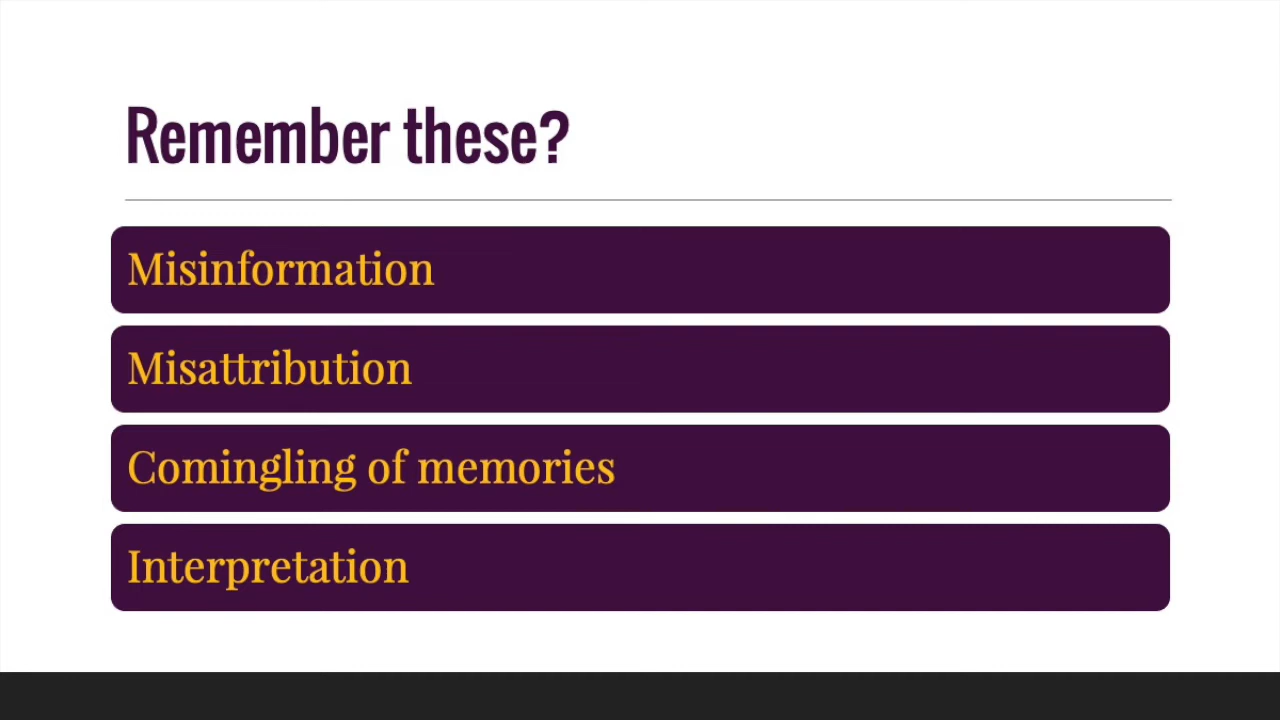 Remember these?
Misinformation
Misattribution
Comingling of memories
Interpretation